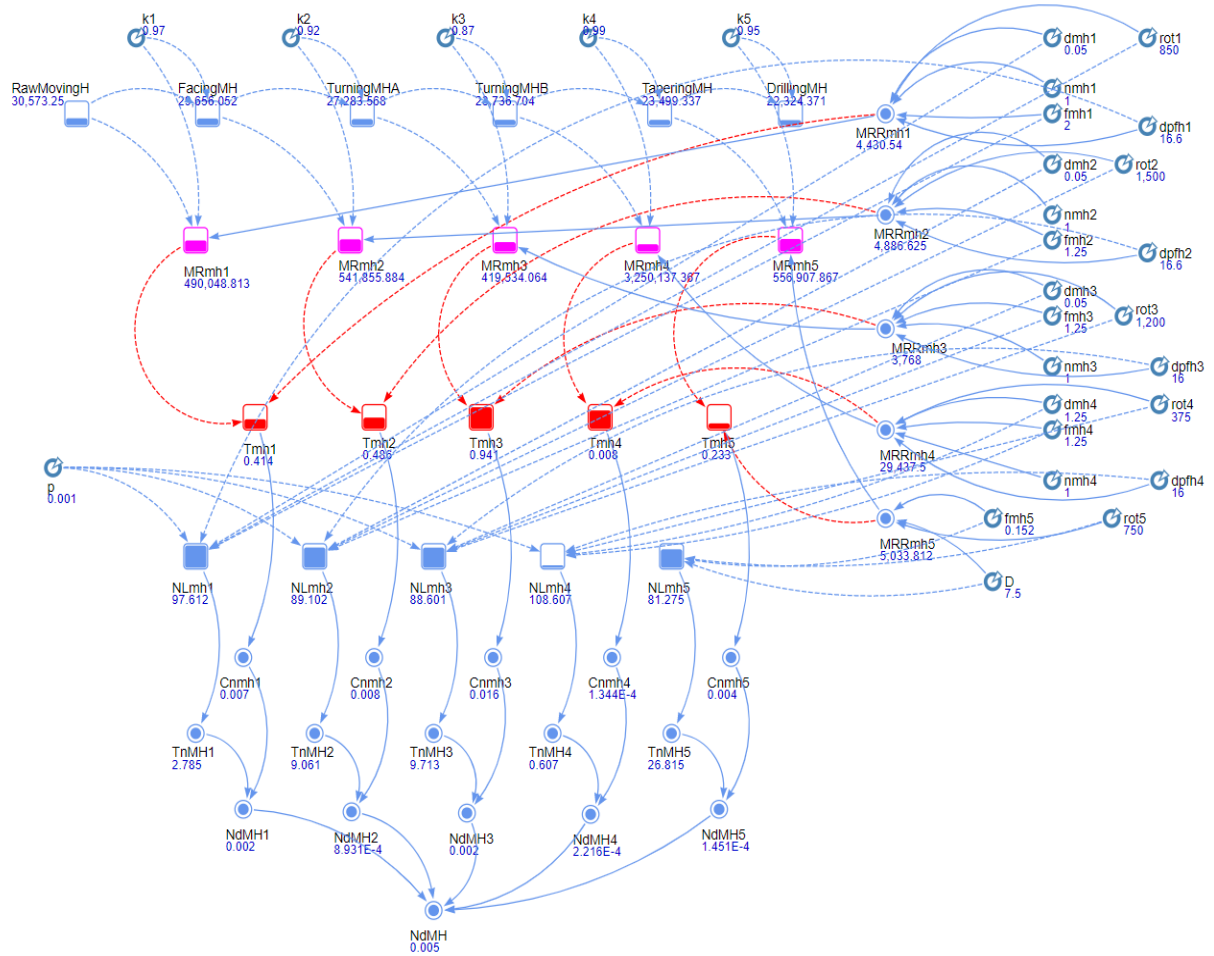 k1
0.97
k2
0.92
k3
0.87
k4
0.99
k5
0.95
dmh1
0.05
rot1
850
RawMovingH
30,573.25
FacingMH
29,656.052
TurningMHA
27,283.568
TurningMHB
23,736.704
TaperingMH
23,499.337
DrillingMH
22,324.371
nmh1
1
fmh1
2
MRRmh1
4,430.54
dpfh1
16.6
dmh2
0.05
rot2
1,500
nmh2
1
MRRmh2
4,886.625
fmh2
1.25
dpfh2
16.6
MRmh1
490,048.813
MRmh2
541,855.884
MRmh3
419,534.064
MRmh4
3,250,137.367
MRmh5
556,907.867
dmh3
0.05
fmh3
1.25
rot3
1,200
MRRmh3
3,768
nmh3
1
dpfh3
16
dmh4
1.25
rot4
375
fmh4
1.25
Tmh1
0.414
Tmh2
0.486
Tmh3
0.941
Tmh4
0.008
Tmh5
0.233
MRRmh4
29,437.5
p
0.001
nmh4
1
dpfh4
16
fmh5
0.152
rot5
750
MRRmh5
5,033.812
D
7.5
NLmh1
97.612
NLmh2
89.102
NLmh3
88.601
NLmh4
108.607
NLmh5
81.275
Cnmh1
0.007
Cnmh2
0.008
Cnmh3
0.016
Cnmh4
1.344E-4
Cnmh5
0.004
TnMH1
2.785
TnMH2
9.061
TnMH3
9.713
TnMH4
0.607
TnMH5
26.815
NdMH1
0.002
NdMH2
8.931E-4
NdMH3
0.002
NdMH4
2.216E-4
NdMH5
1.451E-4
NdMH
0.005